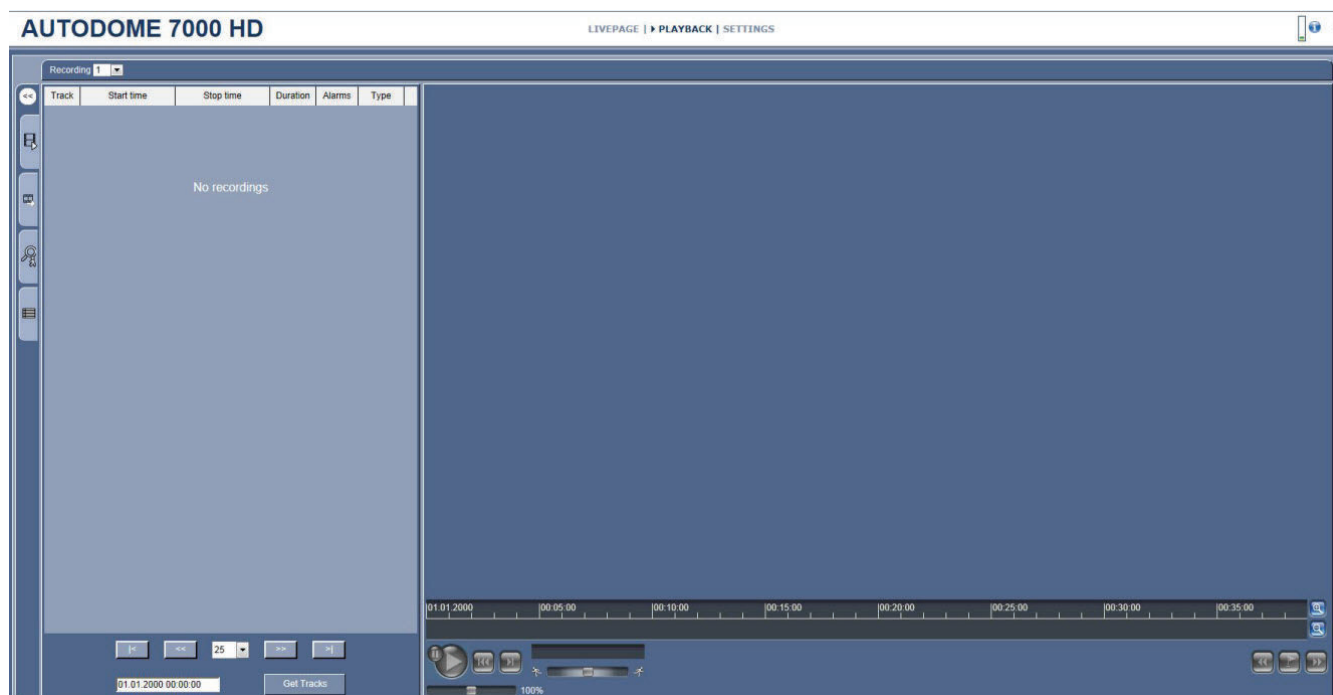 AUTODOME 7000 HD
LIVEPAGE | PLAYBACK | SETTINGS
Recording 1
<<
Track Start time Stop time Duration Alarms Type
No recordings
01.01.2000 00:05:00 00:10:00 00:15:00 00:20:00 00:25:00 00:30:00 00:35:00
|< << 25 >> >|
01.01.2000 00:00:00 Get Tracks
100%